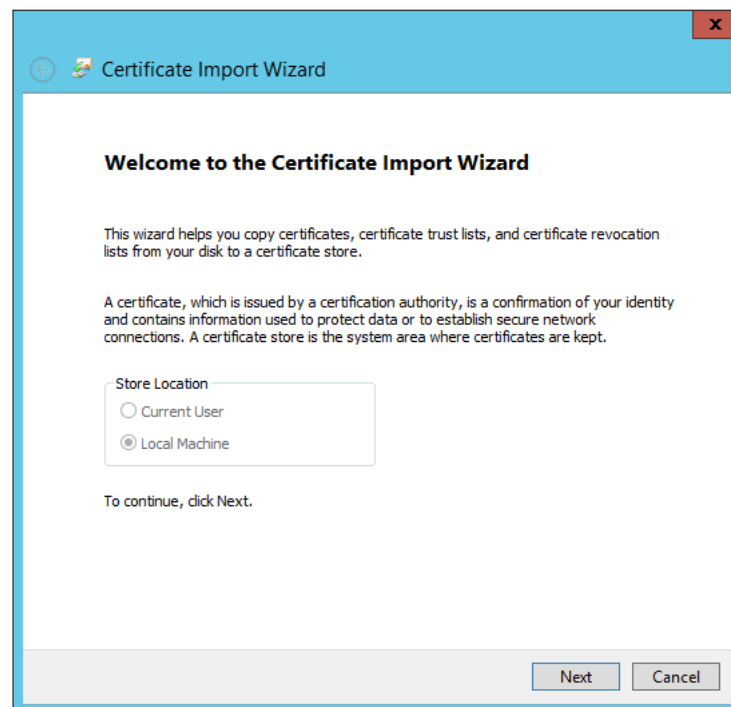 x
Certificate Import Wizard
Welcome to the Certificate Import Wizard
This wizard helps you copy certificates, certificate trust lists, and certificate revocation
lists from your disk to a certificate store.
A certificate, which is issued by a certification authority, is a confirmation of your identity
and contains information used to protect data or to establish secure network
connections. A certificate store is the system area where certificates are kept.
Store Location
Current User
Local Machine
To continue, click Next.
Next Cancel